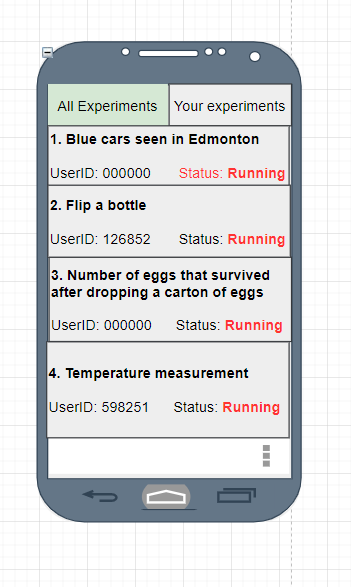 All Experiments
Your experiments
1. Blue cars seen in Edmonton
UserID: 000000 Status: Running
2. Flip a bottle
UserID: 126852 Status: Running
3. Number of eggs that survived
after dropping a carton of eggs
UserID: 000000 Status: Running
4. Temperature measurement
UserID: 598251 Status: Running